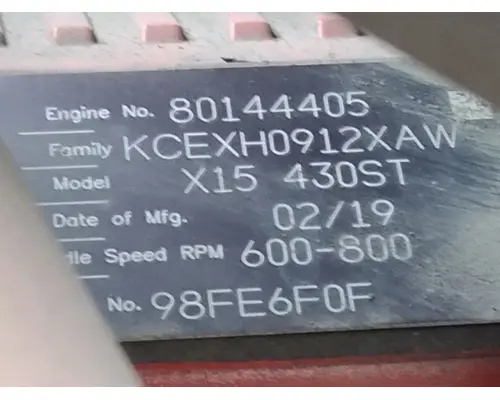 Engine No. 80144405
Family KCEXH0912XAW
Model X15 430ST
Date of Mfg. 02/19
dle Speed RPM 600-800
No. 98FE6F0F